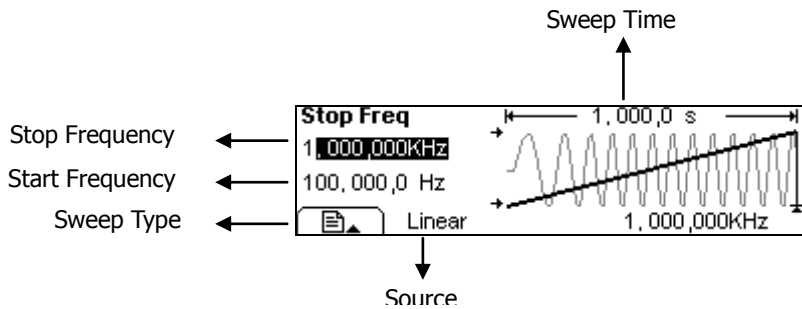 Sweep Time
Stop Freq
1,000,0 s
Stop Frequency
1,000,000KHz
Start Frequency
100,000,0 Hz
Sweep Type
Linear
1,000,000KHz
Source